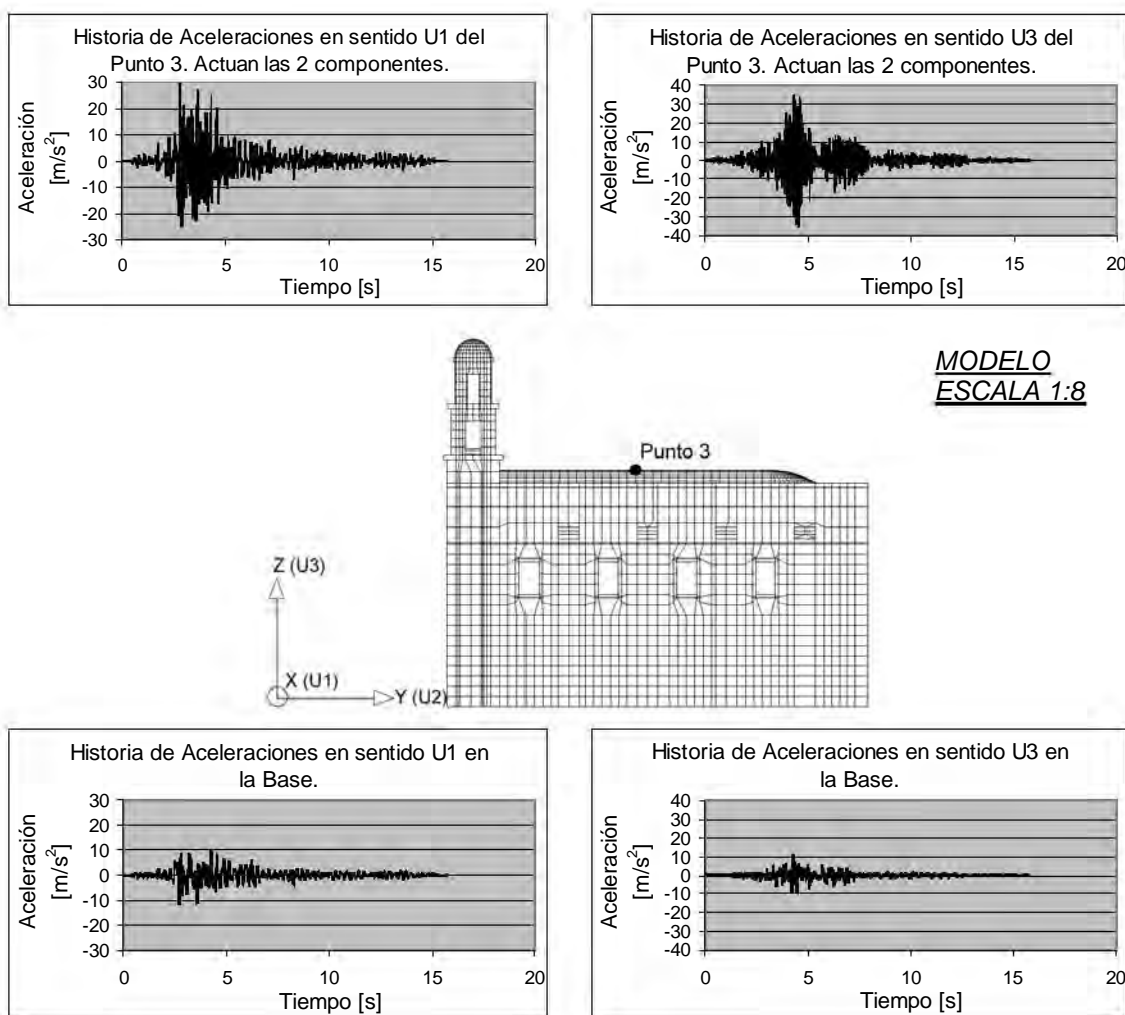 Historia de Aceleraciones en sentido U1 del
Punto 3. Actuan las 2 componentes.
30
20
10
0
-10
-20
-30
Aceleración
[m/s²]
0 5 10 15 20
Tiempo [s]
Historia de Aceleraciones en sentido U3 del
Punto 3. Actuan las 2 componentes.
40
30
20
10
0
-10
-20
-30
-40
Aceleración
[m/s²]
0 5 10 15 20
Tiempo [s]
MODELO
ESCALA 1:8
Punto 3
Z (U3)
X (U1)
Y (U2)
Historia de Aceleraciones en sentido U1 en
la Base.
30
20
10
0
-10
-20
-30
Aceleración
[m/s²]
0 5 10 15 20
Tiempo [s]
Historia de Aceleraciones en sentido U3 en
la Base.
40
30
20
10
0
-10
-20
-30
-40
Aceleración
[m/s²]
0 5 10 15 20
Tiempo [s]